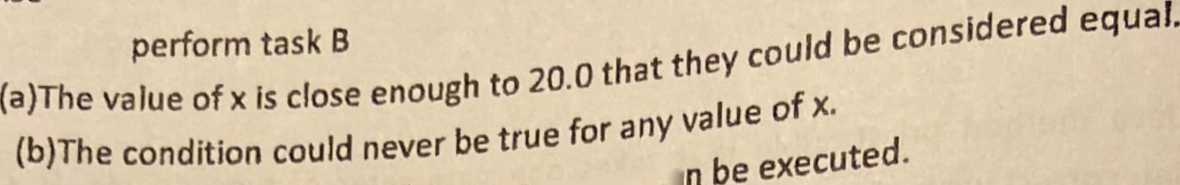 perform task B
(a)The value of x is close enough to 20.0 that they could be considered equal.
(b)The condition could never be true for any value of x.
be executed.